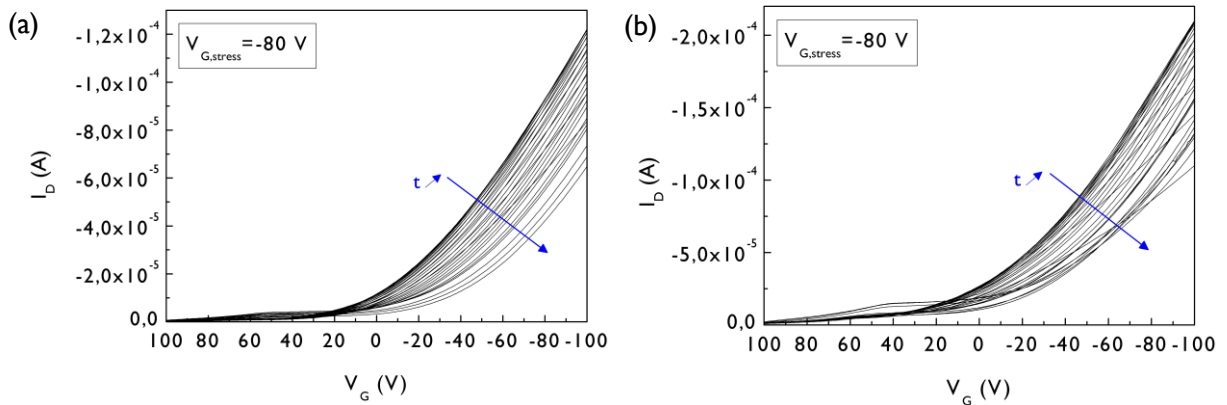 (a)
V_G,stress=-80 V
-1,2x10^-4
-1,0x10^-4
-8,0x10^-5
-6,0x10^-5
-4,0x10^-5
-2,0x10^-5
0,0
I_D (A)
t
100 80 60 40 20 0 -20 -40 -60 -80 -100
V_G (V)
(b)
V_G,stress=-80 V
-2,0x10^-4
-1,5x10^-4
-1,0x10^-4
-5,0x10^-5
0,0
I_D (A)
t
100 80 60 40 20 0 -20 -40 -60 -80 -100
V_G (V)